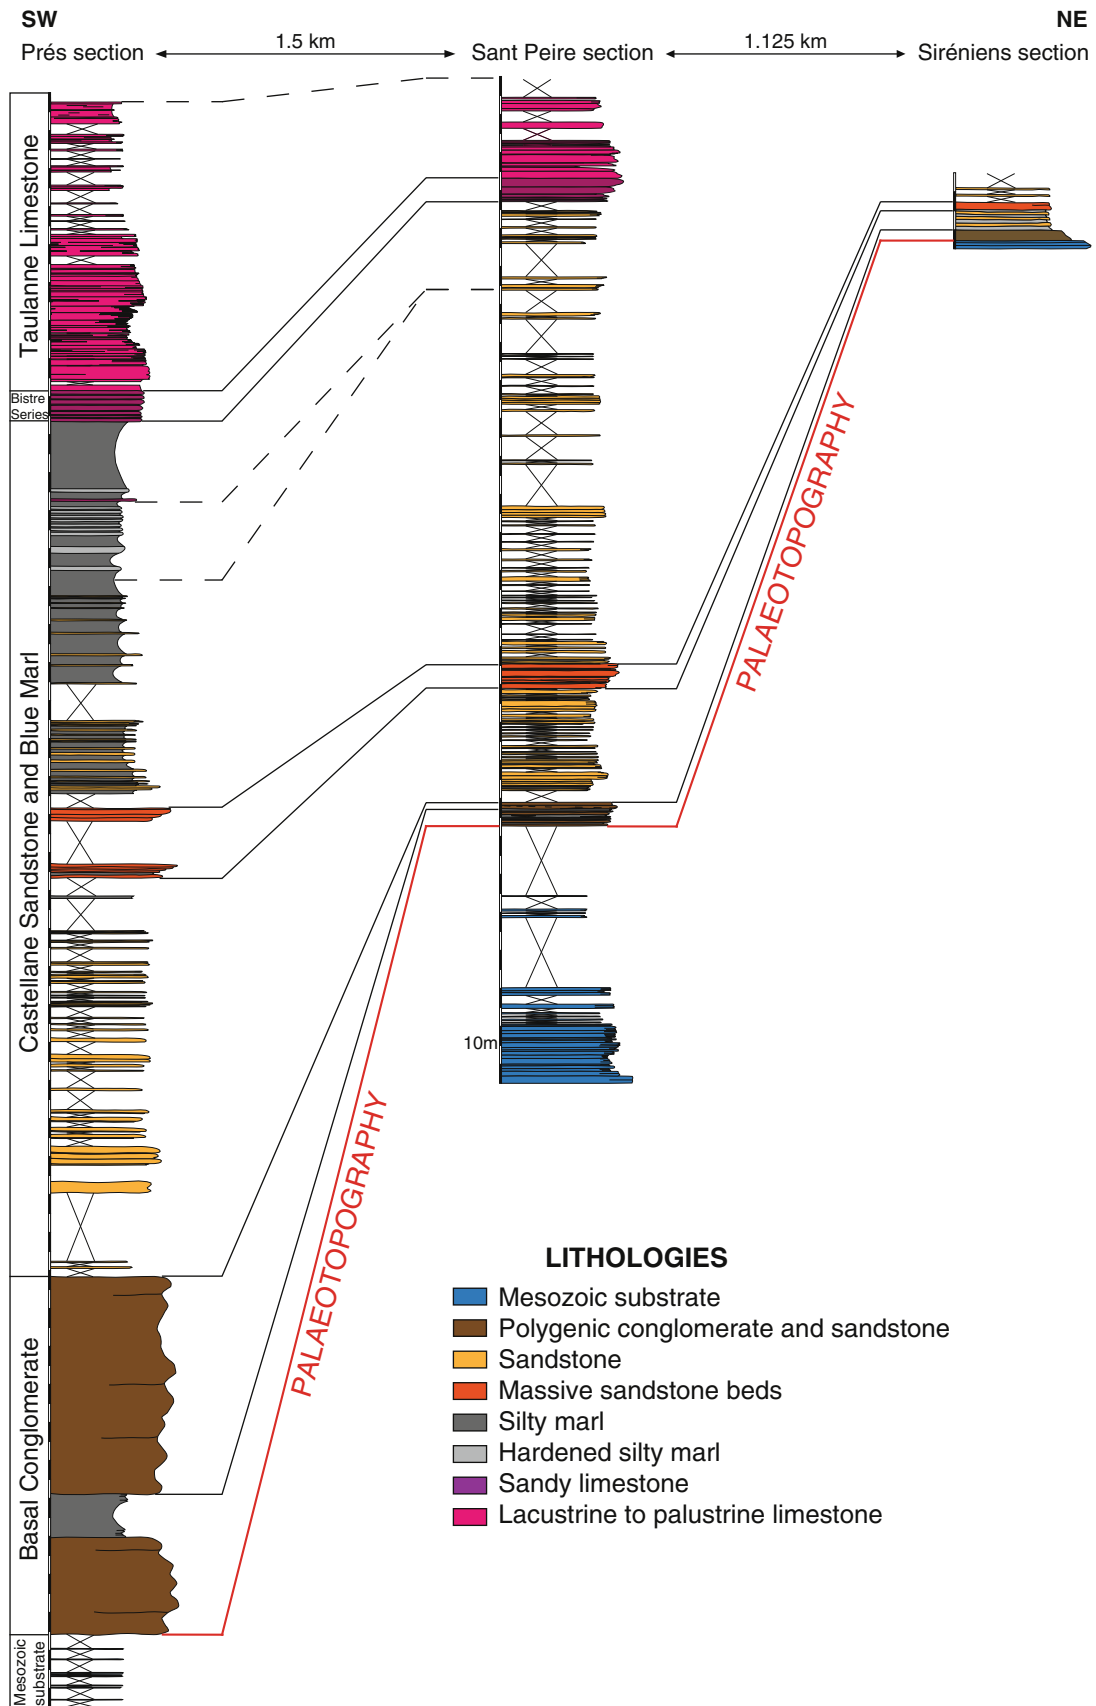 SW
NE
Prés section
1.5 km
Sant Peire section
1.125 km
Siréniens section
Taulanne Limestone
Bistre
Series
Castellane Sandstone and Blue Marl
Basal Conglomerate
Mesozoic
substrate
PALAEOTOPOGRAPHY
PALAEOTOPOGRAPHY
10m
LITHOLOGIES
Mesozoic substrate
Polygenic conglomerate and sandstone
Sandstone
Massive sandstone beds
Silty marl
Hardened silty marl
Sandy limestone
Lacustrine to palustrine limestone